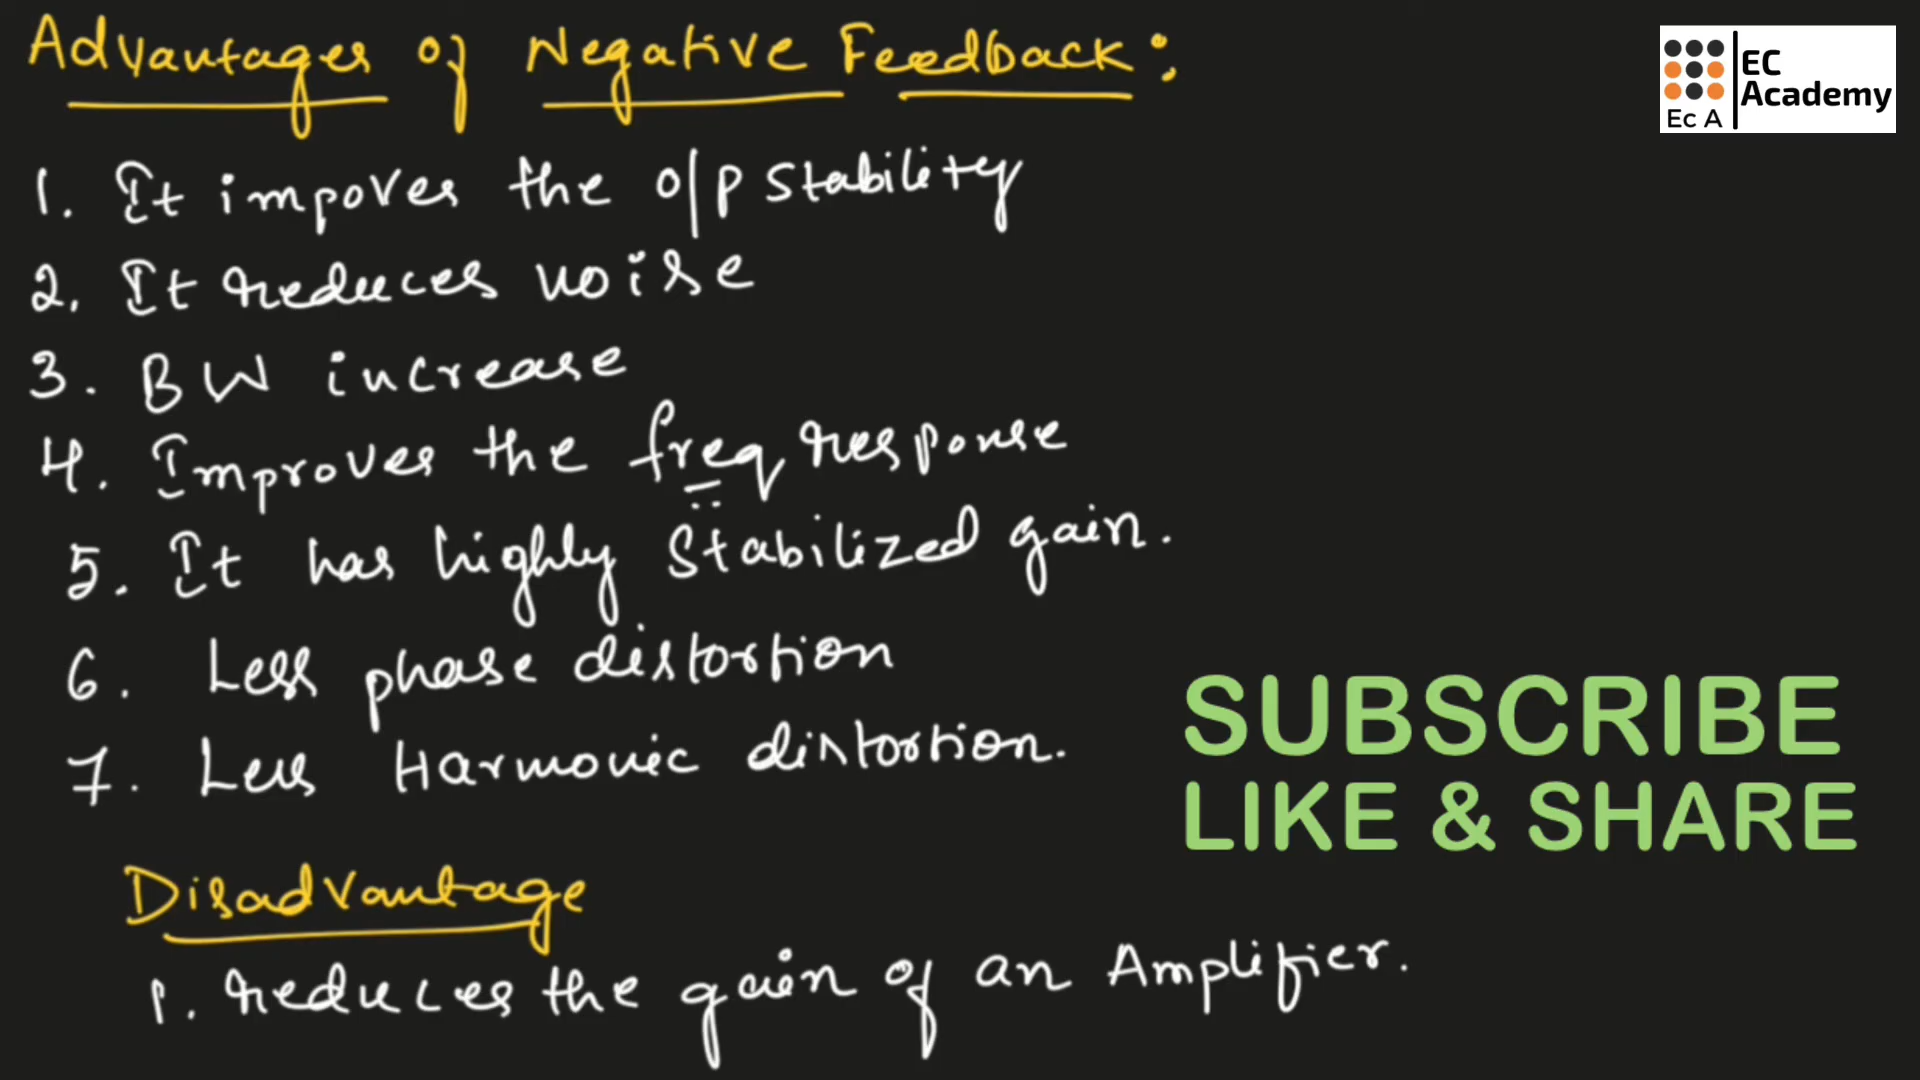 Advantages of Negative Feedback:
EC
Academy
Ec A
1. It impoves the o/p stability
2. It reduces noise
3. BW increase
4. Improves the freq response
5. It has highly stabilized gain.
6. Less phase distortion
7. Less Harmonic distortion.
SUBSCRIBE
LIKE & SHARE
Disadvantage
1. reduces the gain of an Amplifier.